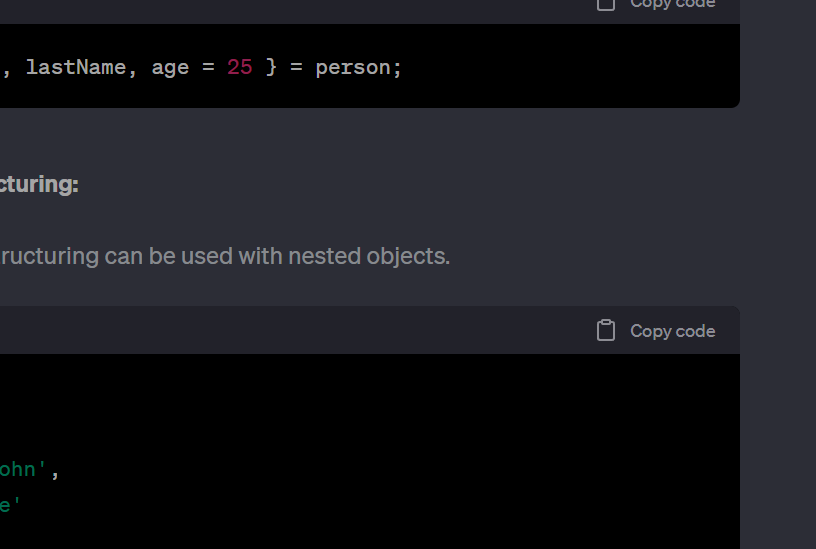 Copy code
, lastName, age = 25 } = person;
cturing:
ructuring can be used with nested objects.
Copy code
ohn',
e'